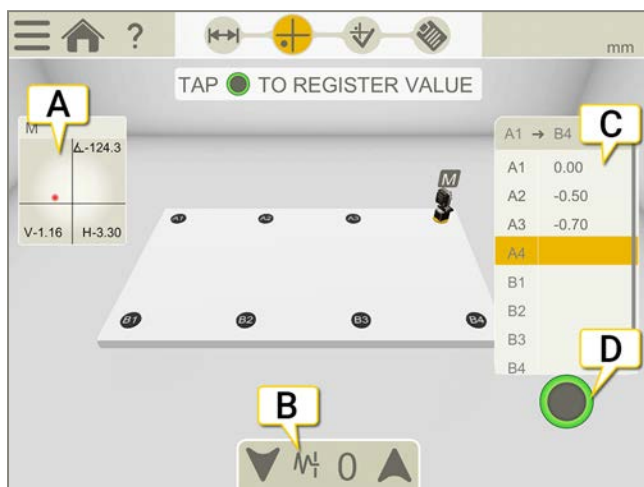 ?
mm
TAP TO REGISTER VALUE
A
M
∡-124.3
V-1.16 H-3.30
M
A1 A2 A3
B1 B2 B3 B4
A1 → B4
C
A1 0.00
A2 -0.50
A3 -0.70
A4
B1
B2
B3
B4
D
B
0